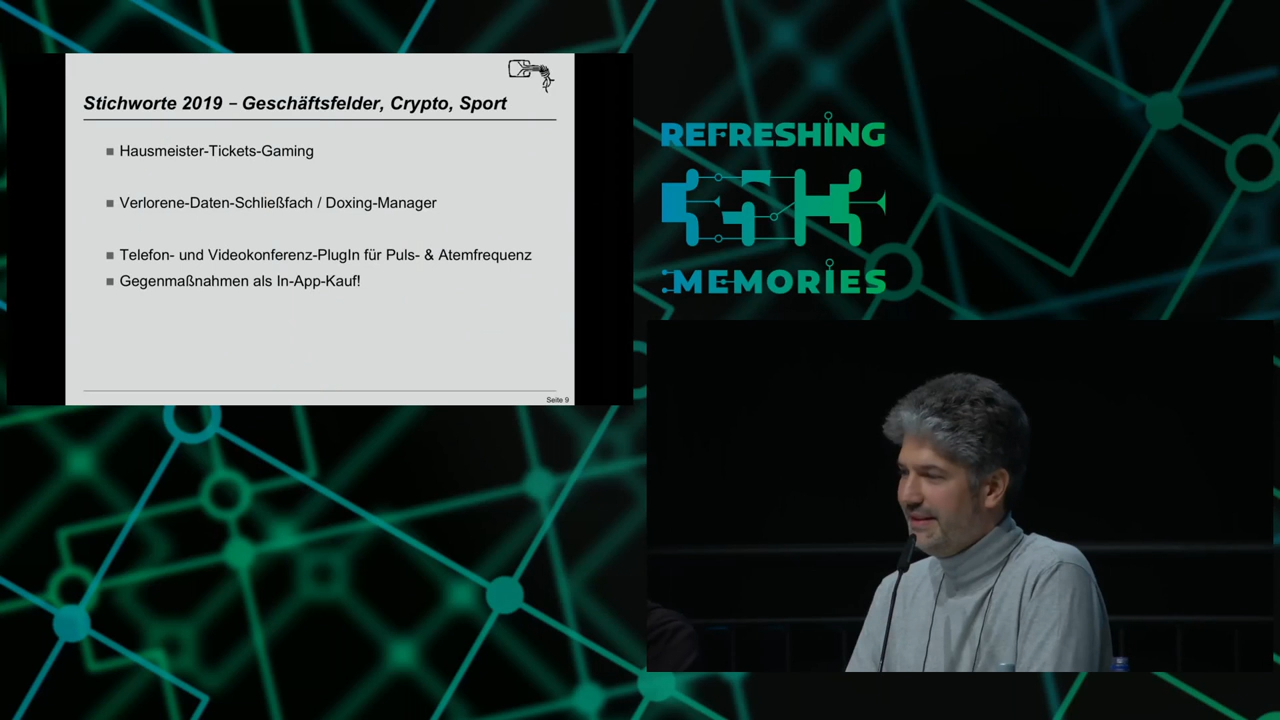 Stichworte 2019 – Geschäftsfelder, Crypto, Sport
Hausmeister-Tickets-Gaming
Verlorene-Daten-Schließfach / Doxing-Manager
Telefon- und Videokonferenz-PlugIn für Puls- & Atemfrequenz
Gegenmaßnahmen als In-App-Kauf!
Seite 9
REFRESHING
MEMORIES